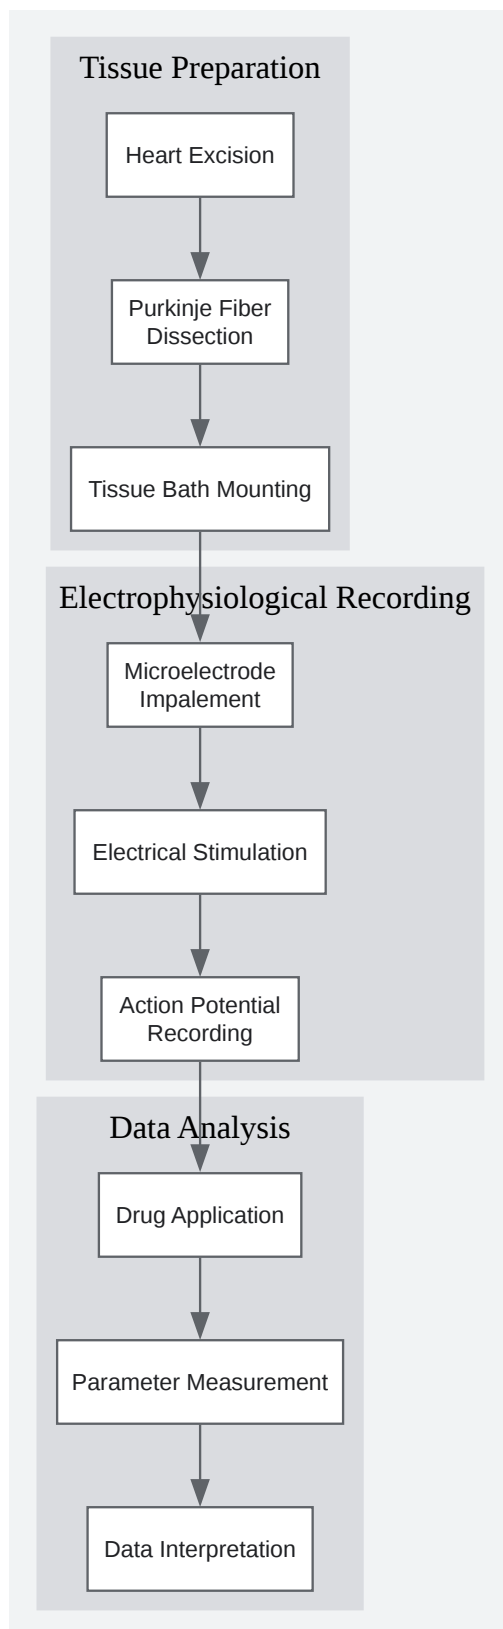 Tissue Preparation
Heart Excision
Purkinje Fiber
Dissection
Tissue Bath Mounting
Electrophysiological Recording
Microelectrode
Impalement
Electrical Stimulation
Action Potential
Recording
Data Analysis
Drug Application
Parameter Measurement
Data Interpretation